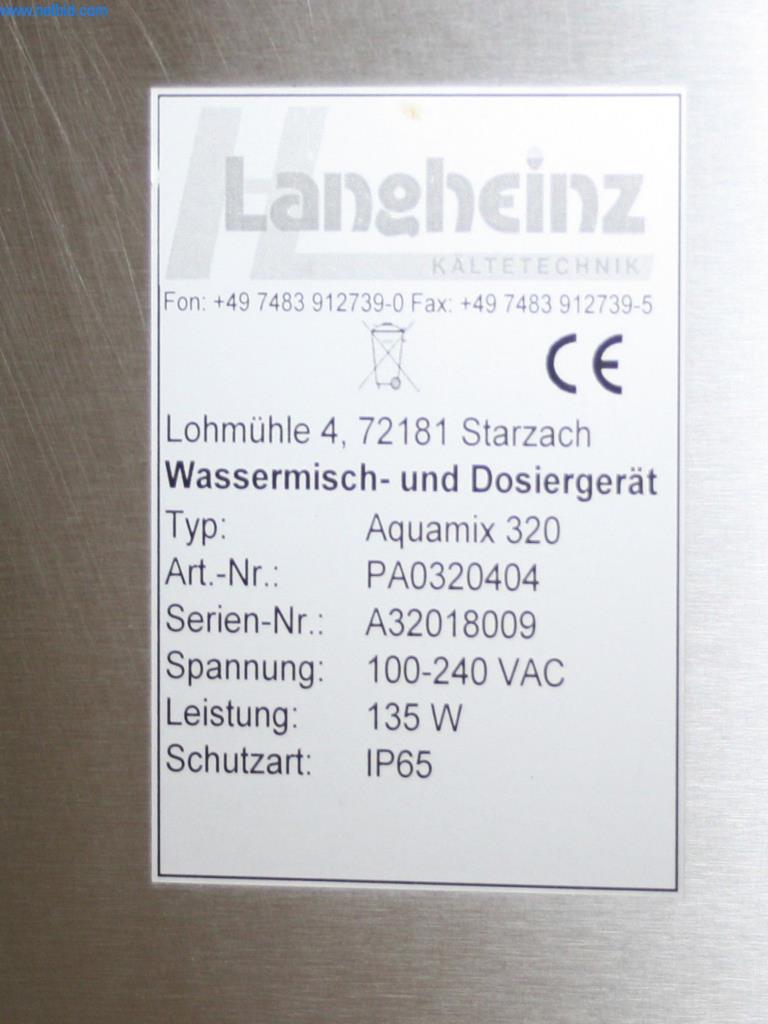 www.netbid.com
Langheinz
KÄLTETECHNIK
Fon: +49 7483 912739-0 Fax: +49 7483 912739-5
CE
Lohmühle 4, 72181 Starzach
Wassermisch- und Dosiergerät
Typ: Aquamix 320
Art.-Nr.: PA0320404
Serien-Nr.: A32018009
Spannung: 100-240 VAC
Leistung: 135 W
Schutzart: IP65